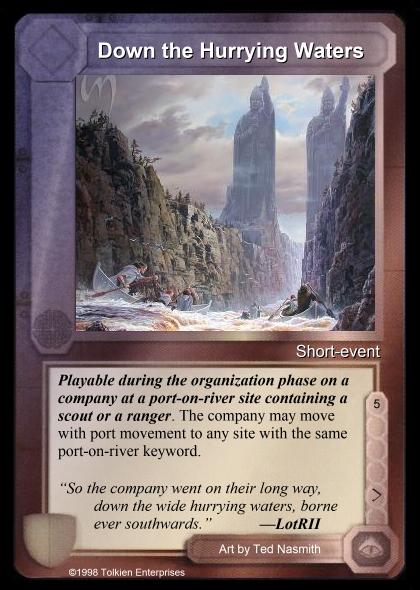 Down the Hurrying Waters
Short-event
Playable during the organization phase on a
company at a port-on-river site containing a
scout or a ranger. The company may move
with port movement to any site with the same
port-on-river keyword.
5
“So the company went on their long way,
down the wide hurrying waters, borne
ever southwards.” —LotRII
Art by Ted Nasmith
©1998 Tolkien Enterprises